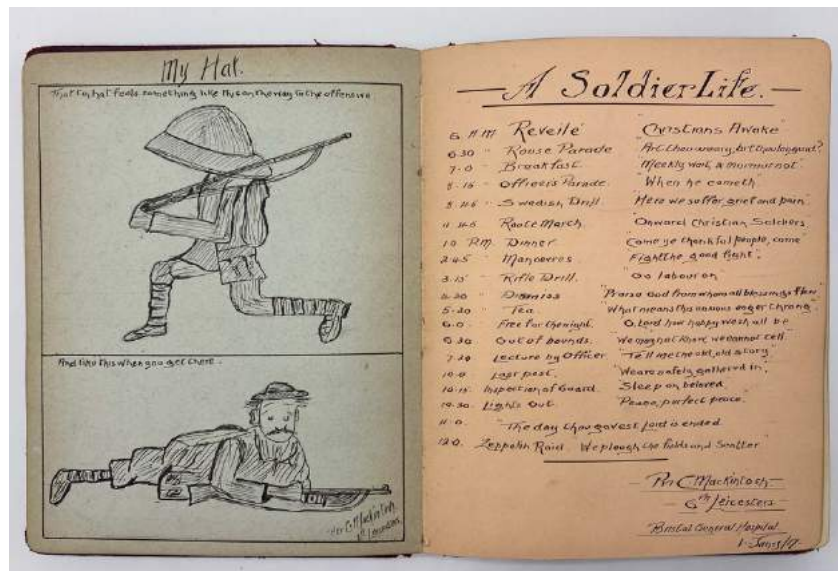 My Hat.
That tin hat feels something like this on the way to the offensive
And like this when you get there.
Pte C Mackintosh
Leicesters
A Soldier Life.
6 A.M. Reveile "Christians Awake"
6-30 " Rouse Parade "Art thou weary, art thou languid?
7-0 " Breakfast. "Meekly wait, & murmur not"
8-15 " Officers Parade. "When he cometh"
8-45 " Swedish Drill. "Here we suffer, grief and pain
11-45 Route March. Onward Christian Soldiers
1-0 P.M. Dinner "Come ye thankful people, come
2-45 " Manoevres Fight the good fight".
3-15 " Rifle Drill. "Go labour on"
Dismiss "Praise God from whom all blessings flow
5-20 " Tea. What means this anxious eager throng
6-0 Free for the night. O. Lord how happy we shall be
6-30 Out of bounds. "We may not know, we cannot tell"
7-30 Lecture by Officer "Tell me the old, old story"
10-0 Last post. "We are safely gathered in".
10-15 Inspection of Guard Sleep on beloved
10-30 Lights Out Peace, perfect peace.
11-0. "The day thou gavest Lord is ended
12-0. Zeppelin Raid. We plough the fields and Scatter"
Pte C. Mackintosh
6th Leicesters
Bristol General Hospital